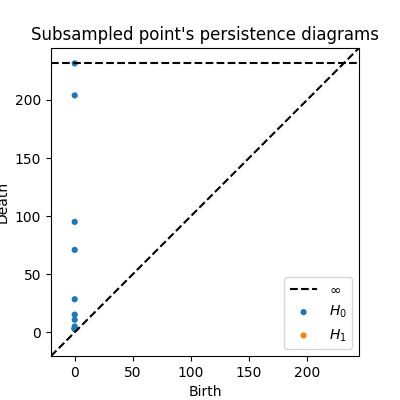 Subsampled point's persistence diagrams
Death
200
150
100
50
0
0 50 100 150 200
Birth
∞
H₀
H₁